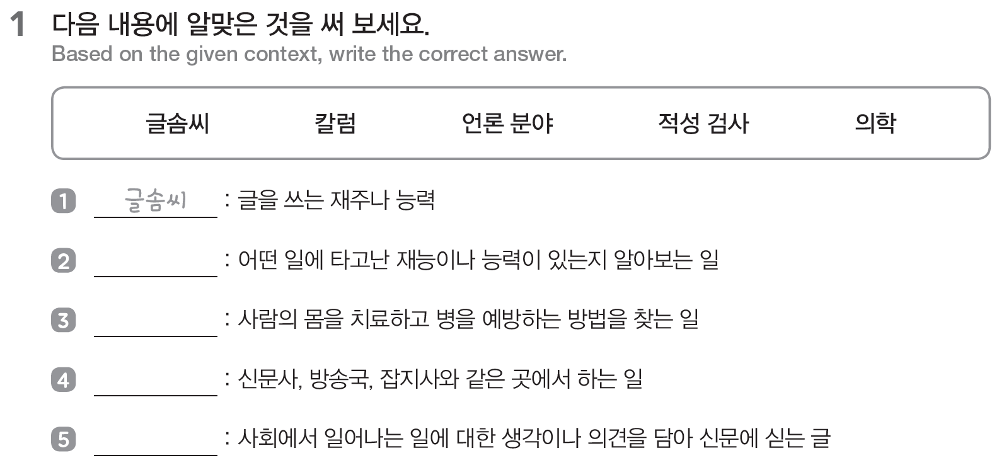 1 다음 내용에 알맞은 것을 써 보세요.
Based on the given context, write the correct answer.
글솜씨 칼럼 언론 분야 적성 검사 의학
1 글솜씨 : 글을 쓰는 재주나 능력
2 : 어떤 일에 타고난 재능이나 능력이 있는지 알아보는 일
3 : 사람의 몸을 치료하고 병을 예방하는 방법을 찾는 일
4 : 신문사, 방송국, 잡지사와 같은 곳에서 하는 일
5 : 사회에서 일어나는 일에 대한 생각이나 의견을 담아 신문에 싣는 글